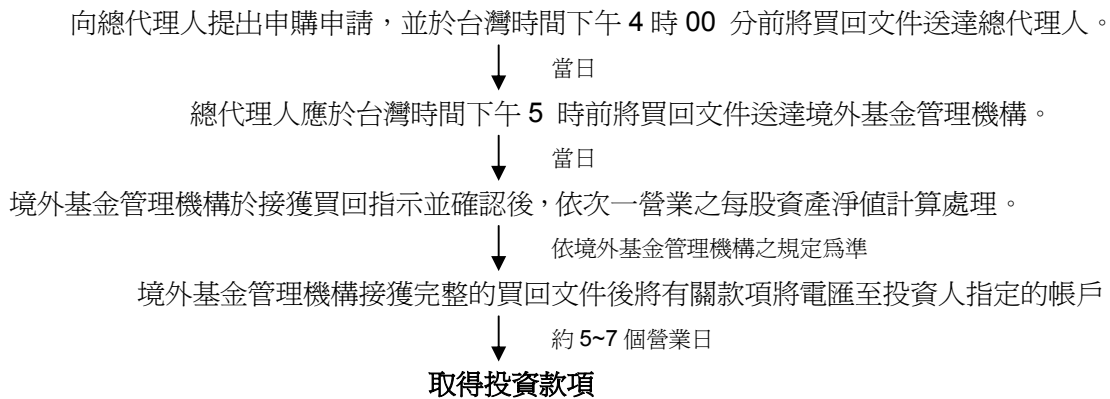 向總代理人提出申購申請，並於台灣時間下午 4 時 00 分前將買回文件送達總代理人。
當日
總代理人應於台灣時間下午 5 時前將買回文件送達境外基金管理機構。
當日
境外基金管理機構於接獲買回指示並確認後，依次一營業之每股資產淨值計算處理。
依境外基金管理機構之規定為準
境外基金管理機構接獲完整的買回文件後將有關款項將電匯至投資人指定的帳戶
約 5~7 個營業日
取得投資款項